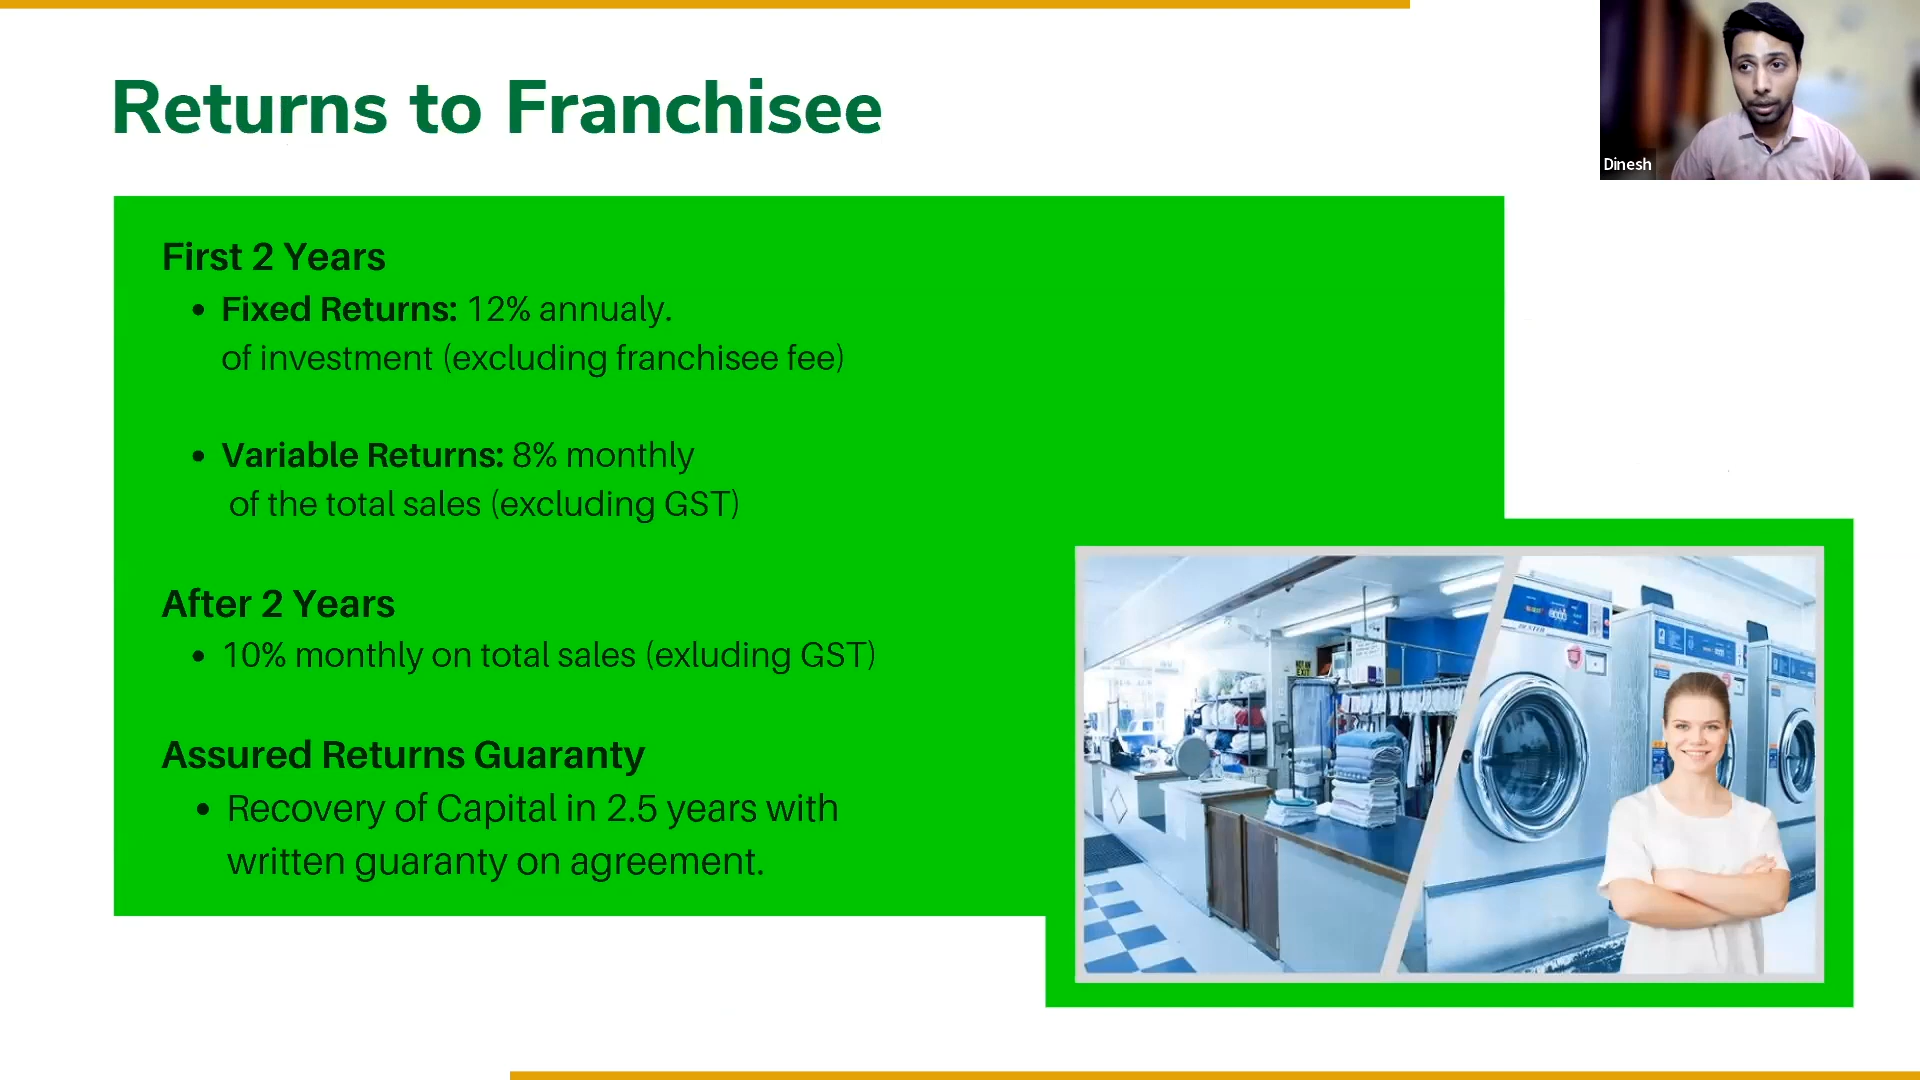 Returns to Franchisee
Dinesh
First 2 Years
• Fixed Returns: 12% annualy.
of investment (excluding franchisee fee)
• Variable Returns: 8% monthly
of the total sales (excluding GST)
After 2 Years
• 10% monthly on total sales (exluding GST)
Assured Returns Guaranty
• Recovery of Capital in 2.5 years with
written guaranty on agreement.